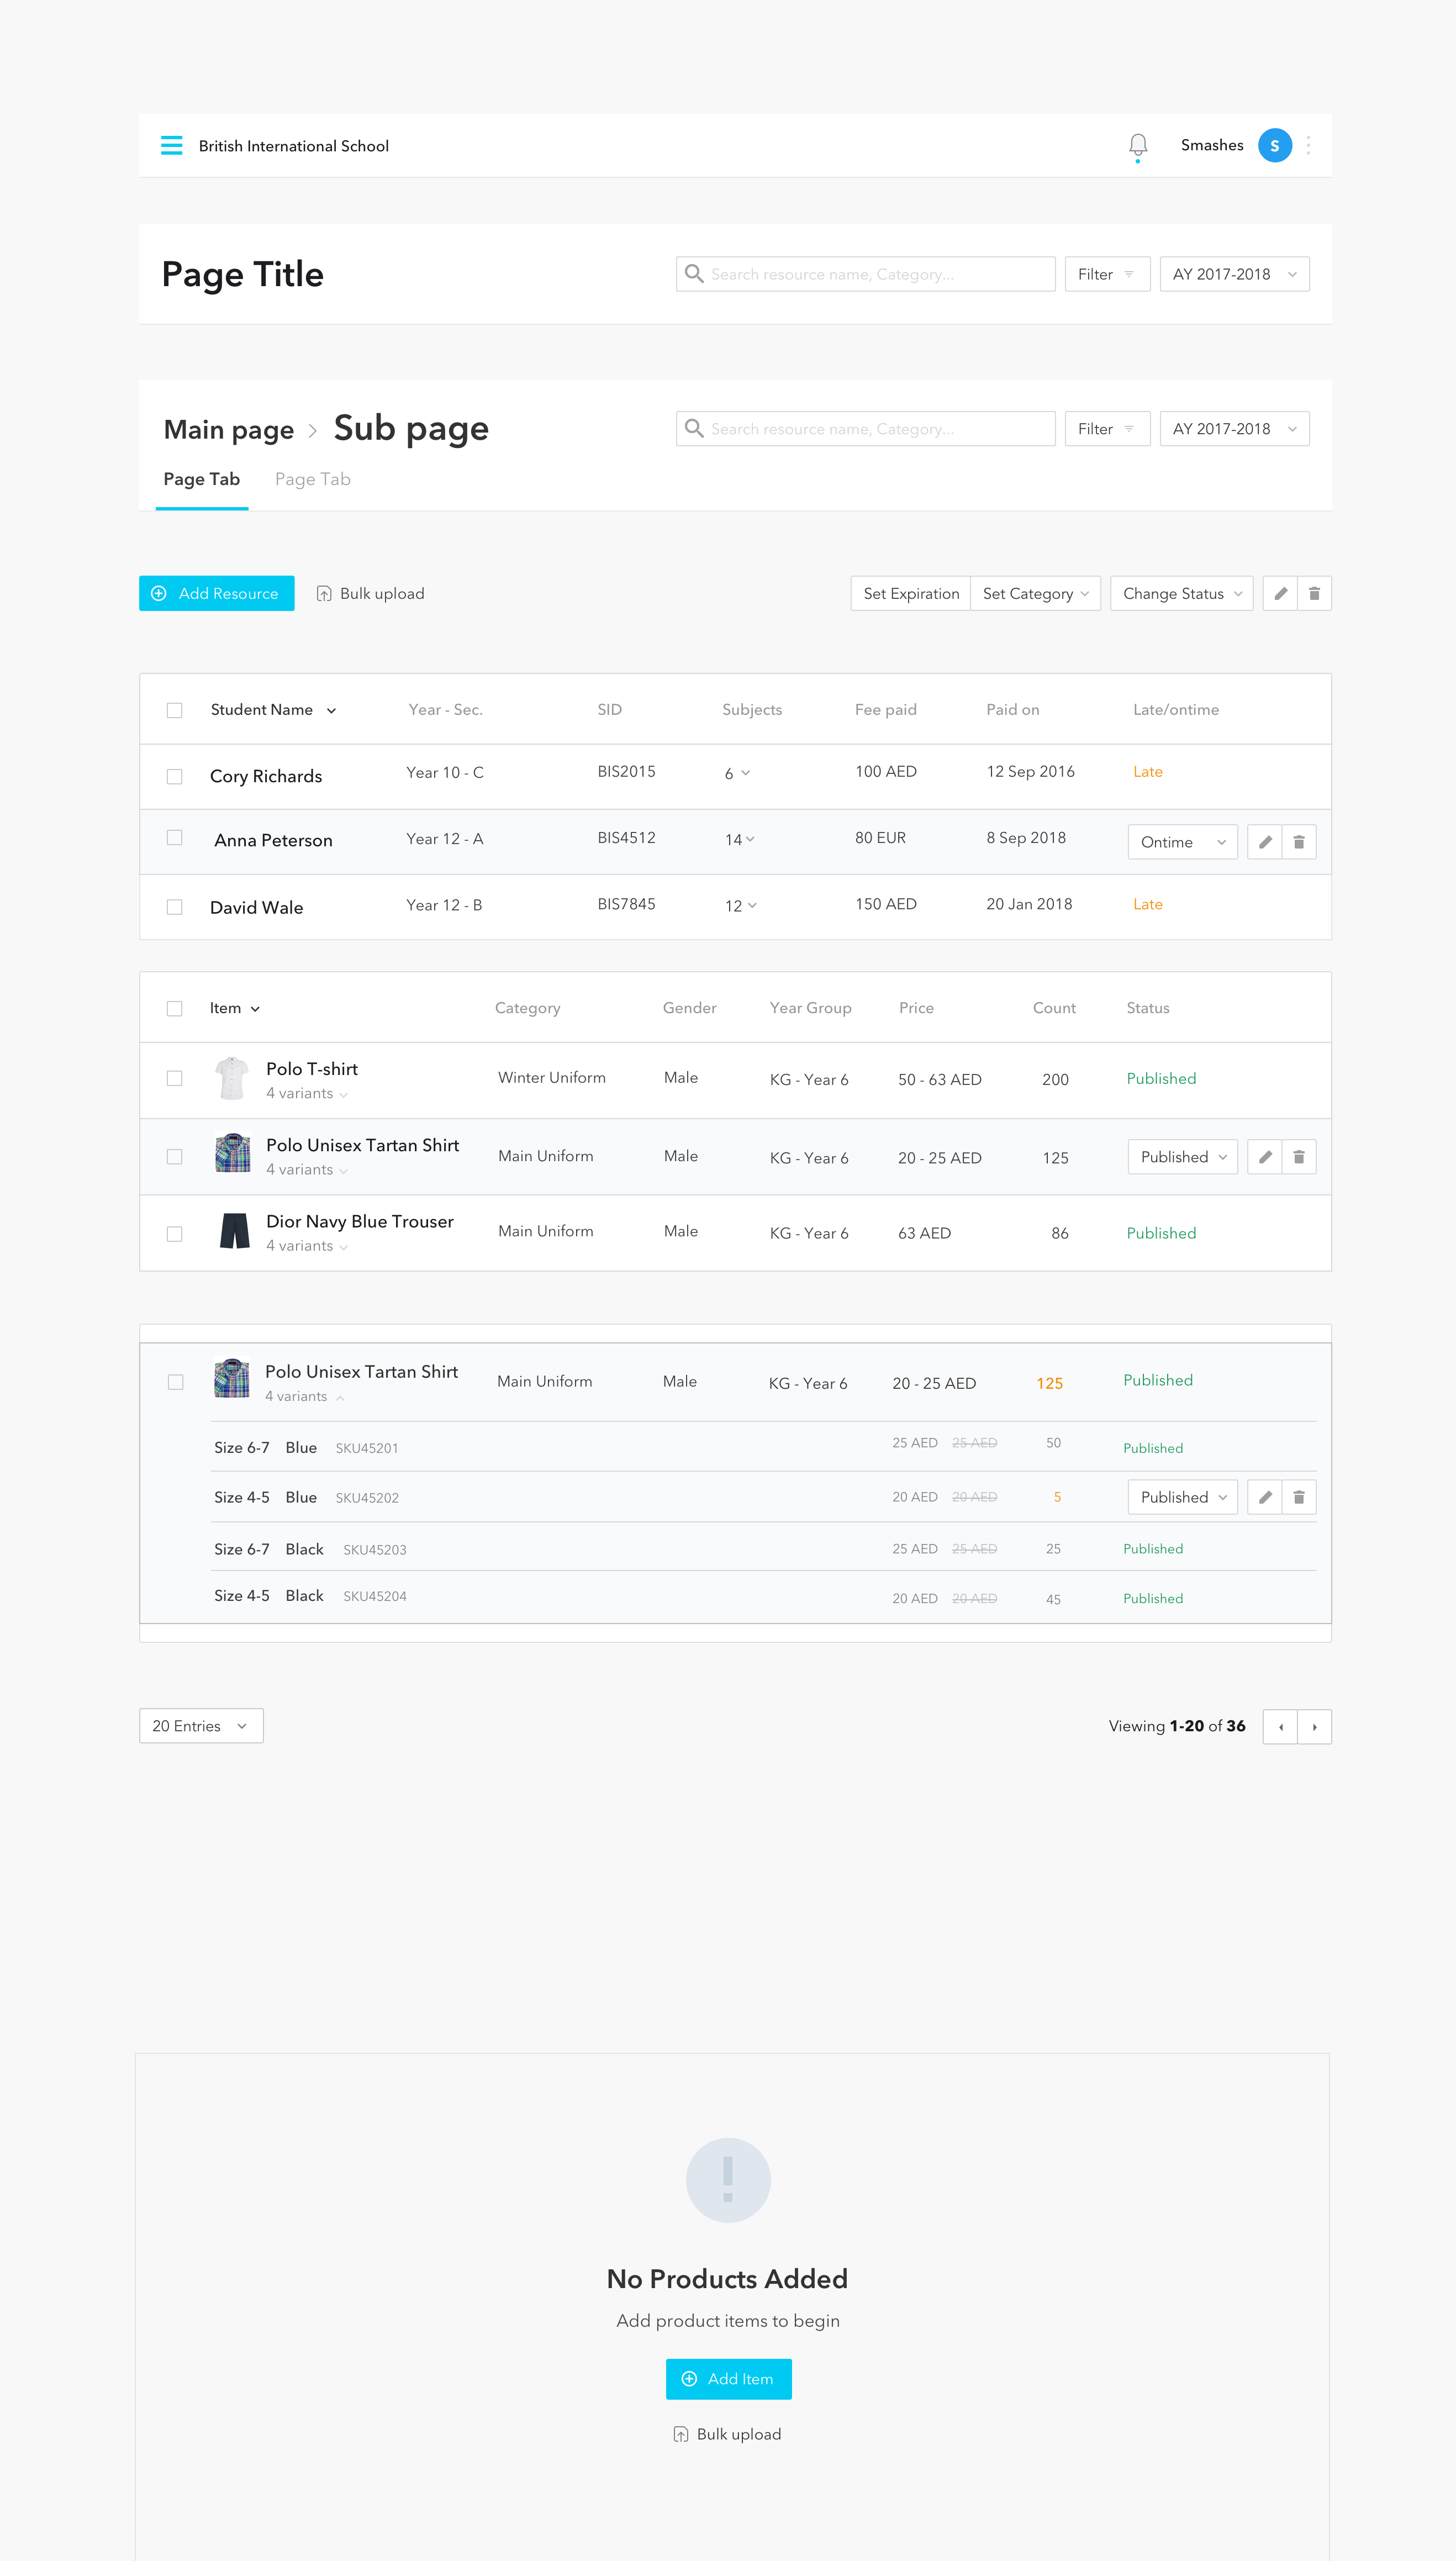 British International School Smashes S
Page Title Search resource name, Category... Filter AY 2017-2018
Main page > Sub page Search resource name, Category... Filter AY 2017-2018
Page Tab Page Tab
Add Resource Bulk upload Set Expiration Set Category Change Status
Student Name Year - Sec. SID Subjects Fee paid Paid on Late/ontime
Cory Richards Year 10 - C BIS2015 6 100 AED 12 Sep 2016 Late
Anna Peterson Year 12 - A BIS4512 14 80 EUR 8 Sep 2018 Ontime
David Wale Year 12 - B BIS7845 12 150 AED 20 Jan 2018 Late
Item Category Gender Year Group Price Count Status
Polo T-shirt Winter Uniform Male KG - Year 6 50 - 63 AED 200 Published
4 variants
Polo Unisex Tartan Shirt Main Uniform Male KG - Year 6 20 - 25 AED 125 Published
4 variants
Dior Navy Blue Trouser Main Uniform Male KG - Year 6 63 AED 86 Published
4 variants
Polo Unisex Tartan Shirt Main Uniform Male KG - Year 6 20 - 25 AED 125 Published
4 variants
Size 6-7 Blue SKU45201 25 AED 25 AED 50 Published
Size 4-5 Blue SKU45202 20 AED 20 AED 5 Published
Size 6-7 Black SKU45203 25 AED 25 AED 25 Published
Size 4-5 Black SKU45204 20 AED 20 AED 45 Published
20 Entries Viewing 1-20 of 36
!
No Products Added
Add product items to begin
Add Item
Bulk upload